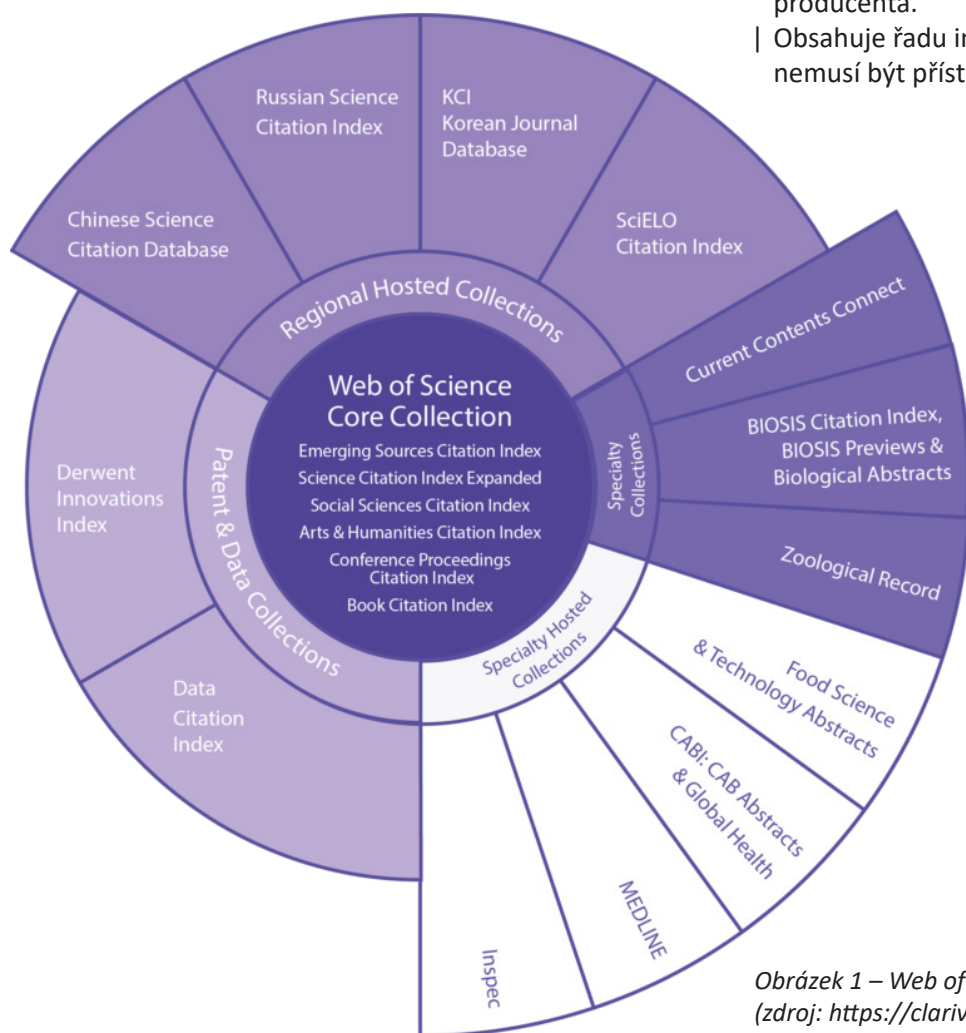 producenta.
| Obsahuje řadu
nemusí být
Russian Science
Citation Index
KCI
Korean Journal
Database
Chinese Science
Citation Database
SciELO
Citation Index
Regional Hosted Collections
Current Contents Connect
BIOSIS Citation Index,
BIOSIS Previews &
Biological Abstracts
Zoological Record
Specialty
Collections
Web of Science
Core Collection
Emerging Sources Citation Index
Science Citation Index Expanded
Social Sciences Citation Index
Arts & Humanities Citation Index
Conference Proceedings
Citation Index
Book Citation Index
Patent & Data Collections
Derwent
Innovations
Index
Data
Citation
Index
Specialty Hosted
Collections
Food Science
& Technology Abstracts
CABI: CAB Abstracts
& Global Health
MEDLINE
Inspec
Obrázek 1 – Web of
(zdroj: https://clariv